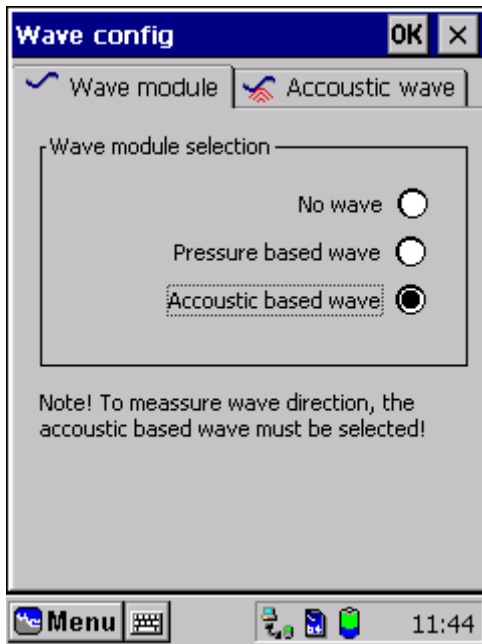 Wave config OK
Wave module Accoustic wave
Wave module selection
No wave
Pressure based wave
Accoustic based wave
Note! To meassure wave direction, the
accoustic based wave must be selected!
Menu 11:44